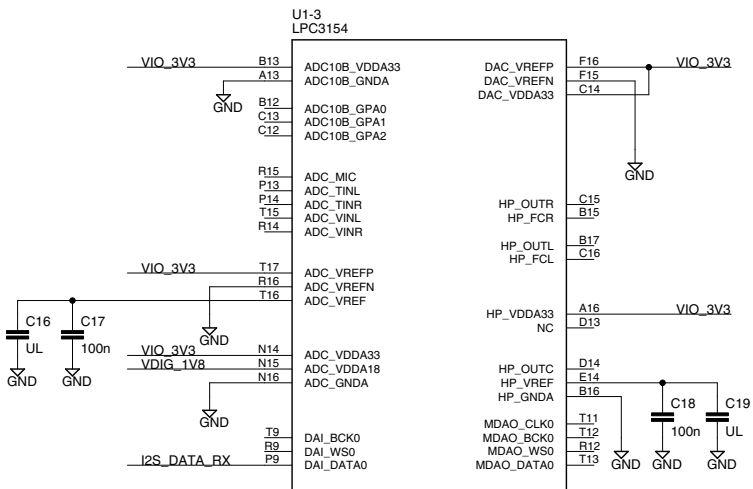 U1-3
LPC3154
VIO_3V3 B13 ADC10B_VDDA33
A13 ADC10B_GNDA
GND
B12 ADC10B_GPA0
C13 ADC10B_GPA1
C12 ADC10B_GPA2
R15 ADC_MIC
P13 ADC_TINL
P14 ADC_TINR
T15 ADC_VINL
R14 ADC_VINR
VIO_3V3 T17 ADC_VREFP
R16 ADC_VREFN
T16 ADC_VREF
GND
C16
UL
GND
C17
100n
GND
VIO_3V3 N14 ADC_VDDA33
VDIG_1V8 N15 ADC_VDDA18
N16 ADC_GNDA
GND
T9 DAI_BCK0
R9 DAI_WS0
I2S_DATA_RX P9 DAI_DATA0
DAC_VREFP F16 VIO_3V3
DAC_VREFN F15
DAC_VDDA33 C14
GND
HP_OUTR C15
HP_FCR B15
HP_OUTL B17
HP_FCL C16
HP_VDDA33 A16 VIO_3V3
NC D13
HP_OUTC D14
HP_VREF E14
HP_GNDA B16
MDAO_CLK0 T11
MDAO_BCK0 T12
MDAO_WS0 R12
MDAO_DATA0 T13
GND
C18
100n
GND
C19
UL
GND